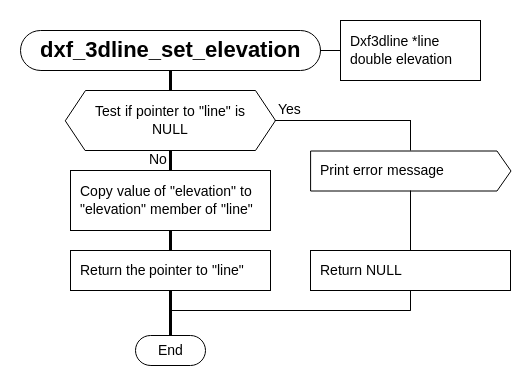 dxf_3dline_set_elevation
Dxf3dline *line
double elevation
Test if pointer to "line" is
NULL
Yes
No
Print error message
Copy value of "elevation" to
"elevation" member of "line"
Return the pointer to "line"
Return NULL
End